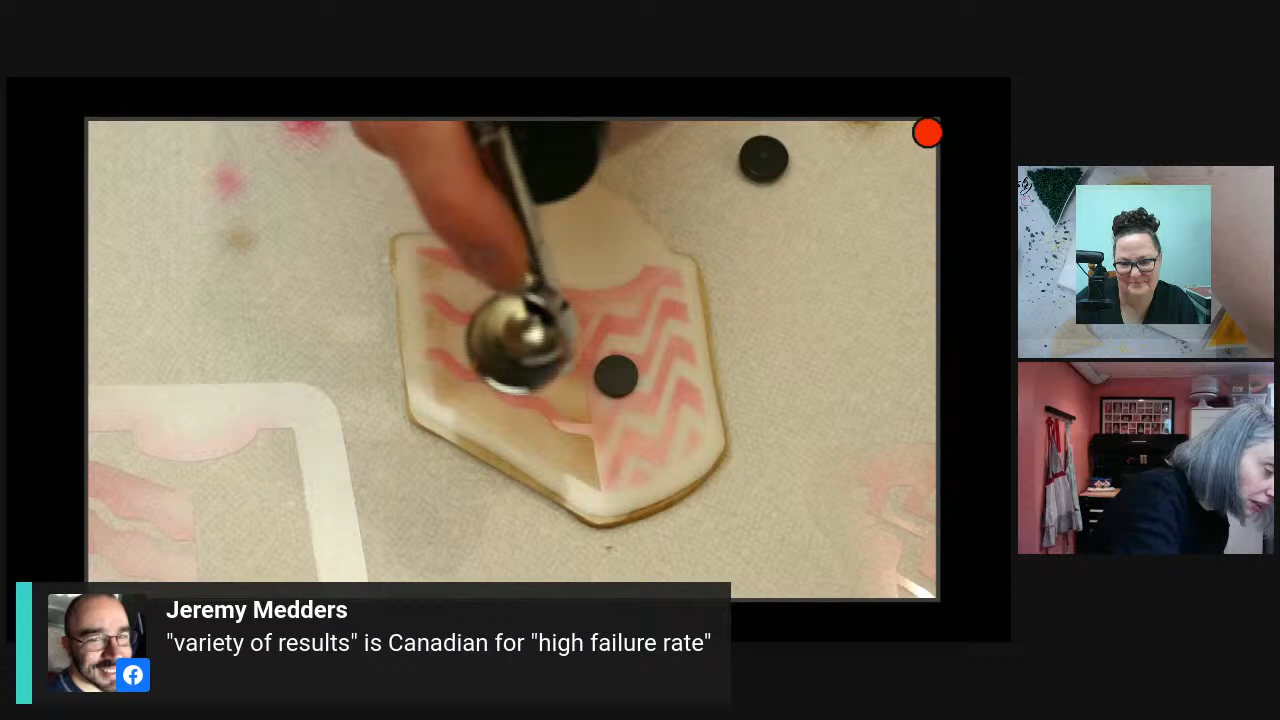 Jeremy Medders
"variety of results" is Canadian for "high failure rate"